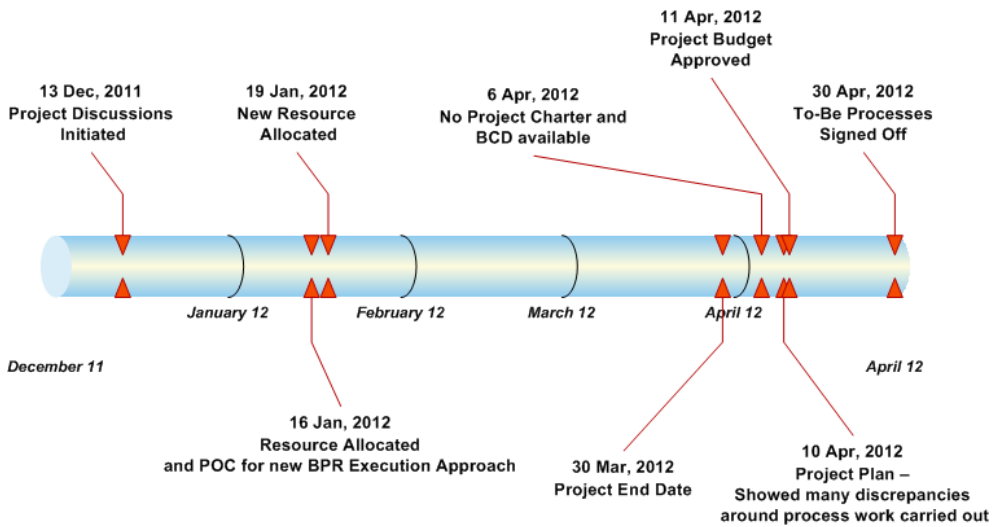 11 Apr, 2012
Project Budget
Approved
13 Dec, 2011
Project Discussions
Initiated
19 Jan, 2012
New Resource
Allocated
6 Apr, 2012
No Project Charter and
BCD available
30 Apr, 2012
To-Be Processes
Signed Off
January 12
February 12
March 12
April 12
December 11
April 12
16 Jan, 2012
Resource Allocated
and POC for new BPR Execution Approach
30 Mar, 2012
Project End Date
10 Apr, 2012
Project Plan –
Showed many discrepancies
around process work carried out